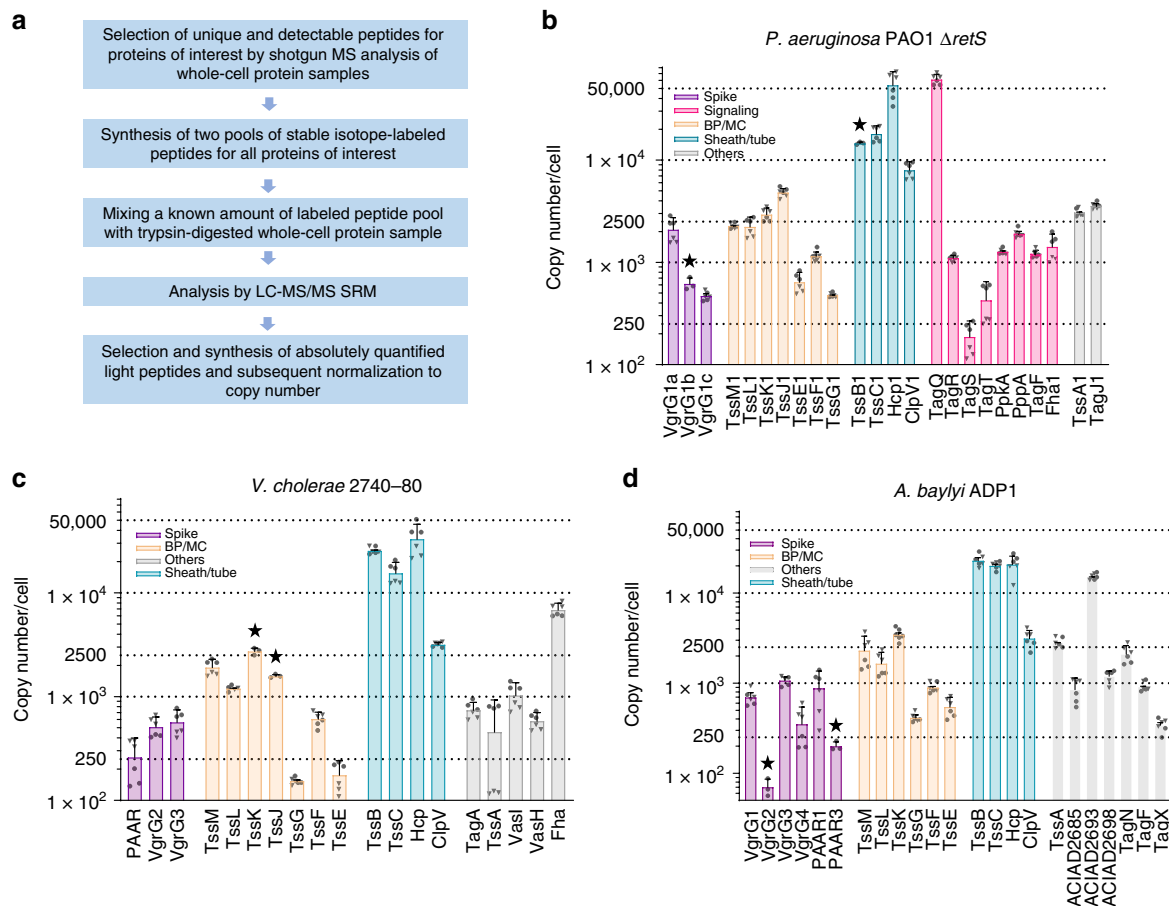 a
Selection of unique and detectable peptides for
proteins of interest by shotgun MS analysis of
whole-cell protein samples
Synthesis of two pools of stable isotope-labeled
peptides for all proteins of interest
Mixing a known amount of labeled peptide pool
with trypsin-digested whole-cell protein sample
Analysis by LC-MS/MS SRM
Selection and synthesis of absolutely quantified
light peptides and subsequent normalization to
copy number
b
P. aeruginosa PAO1 ΔretS
Copy number/cell
50,000
1 × 10⁴
2500
1 × 10³
250
1 × 10²
Spike
Signaling
BP/MC
Sheath/tube
Others
VgrG1a
VgrG1b
VgrG1c
TssM1
TssL1
TssK1
TssJ1
TssE1
TssF1
TssG1
TssB1
TssC1
Hcp1
ClpV1
TagQ
TagR
TagS
TagT
PpkA
PppA
TagF
Fha1
TssA1
TagJ1
c
V. cholerae 2740–80
Copy number/cell
50,000
1 × 10⁴
2500
1 × 10³
250
1 × 10²
Spike
BP/MC
Others
Sheath/tube
PAAR
VgrG2
VgrG3
TssM
TssL
TssK
TssJ
TssG
TssF
TssE
TssB
TssC
Hcp
ClpV
TagA
TssA
VasI
VasH
Fha
d
A. baylyi ADP1
Copy number/cell
50,000
1 × 10⁴
2500
1 × 10³
250
1 × 10²
Spike
BP/MC
Others
Sheath/tube
VgrG1
VgrG2
VgrG3
VgrG4
PAAR1
PAAR3
TssM
TssL
TssK
TssG
TssF
TssE
TssB
TssC
Hcp
ClpV
TssA
ACIAD2685
ACIAD2693
ACIAD2698
TagN
TagF
TagX